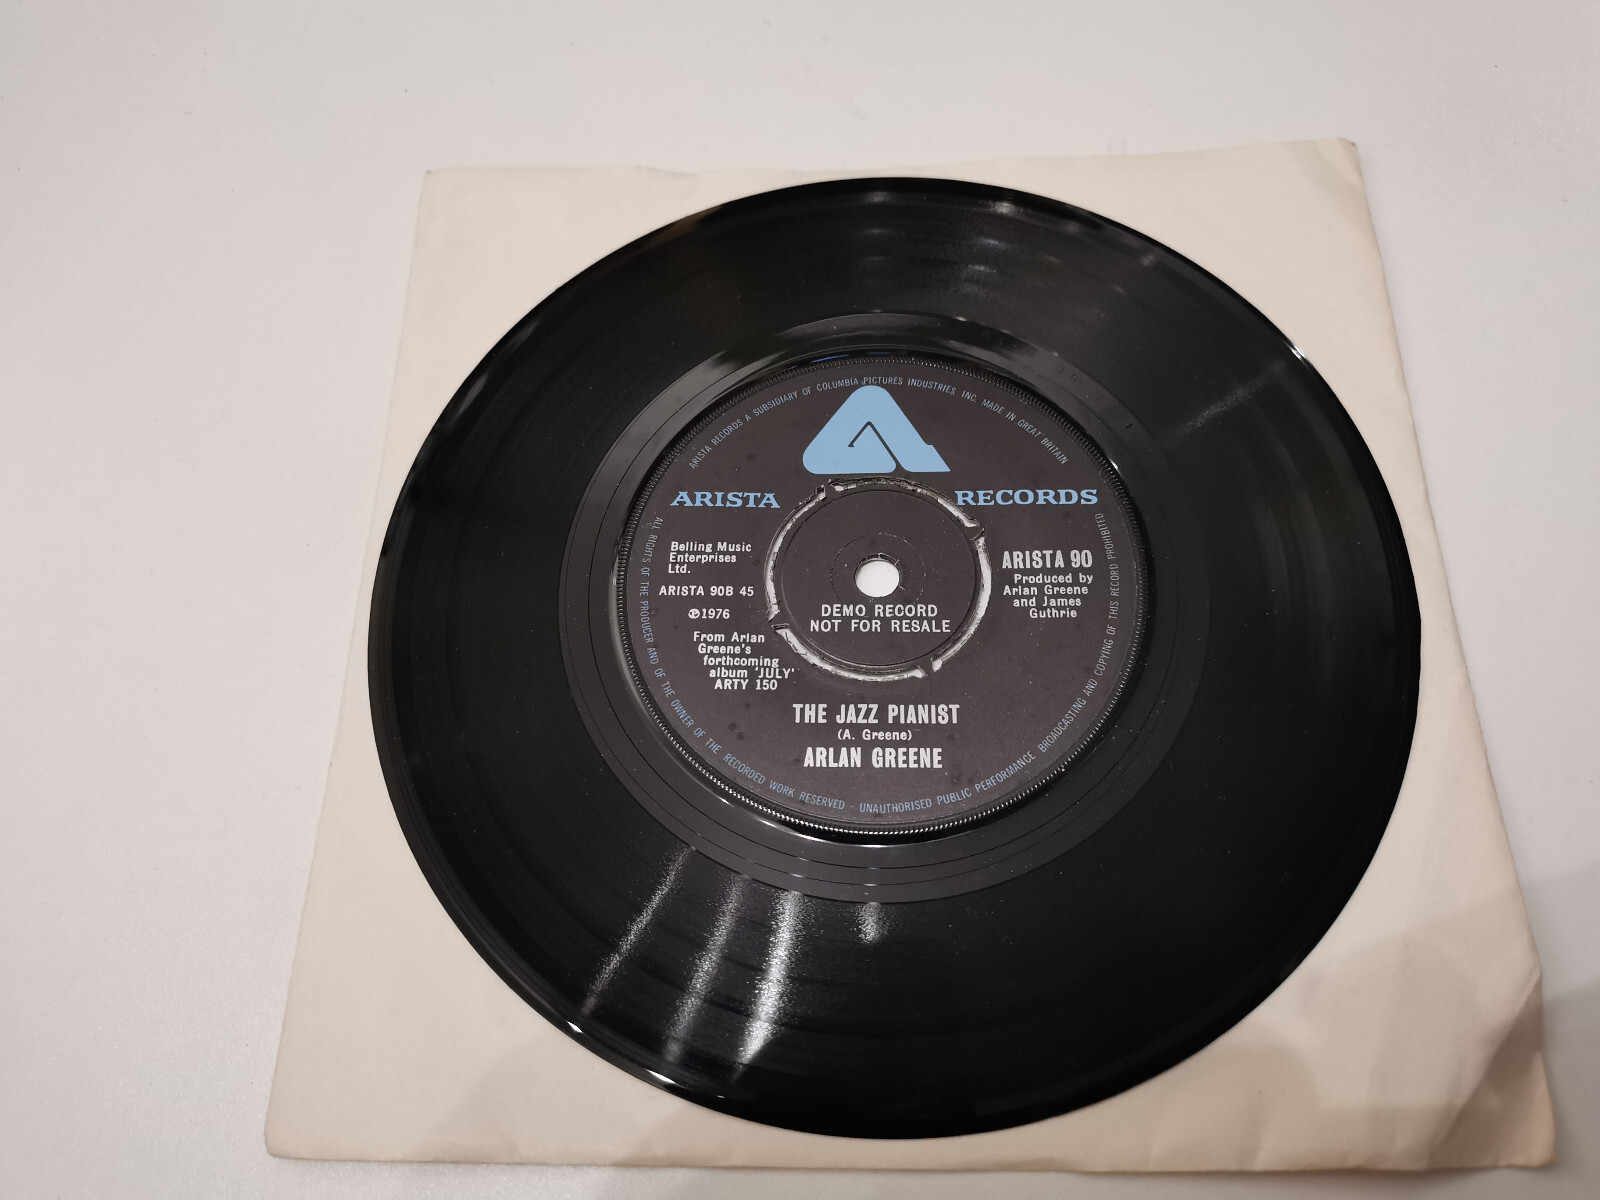 ARISTA RECORDS A SUBSIDIARY OF COLUMBIA PICTURES INDUSTRIES INC. MADE IN GREAT BRITAIN
ARISTA RECORDS
Belling Music
Enterprises
Ltd.
ARISTA 90B 45
℗1976
From Arlan
Greene's
forthcoming
album 'JULY'
ARTY 150
ARISTA 90
Produced by
Arlan Greene
and James
Guthrie
DEMO RECORD
NOT FOR RESALE
THE JAZZ PIANIST
(A. Greene)
ARLAN GREENE
ALL RIGHTS OF THE PRODUCER AND OF THE OWNER OF THE RECORDED WORK RESERVED · UNAUTHORISED PUBLIC PERFORMANCE BROADCASTING AND COPYING OF THIS RECORD PROHIBITED